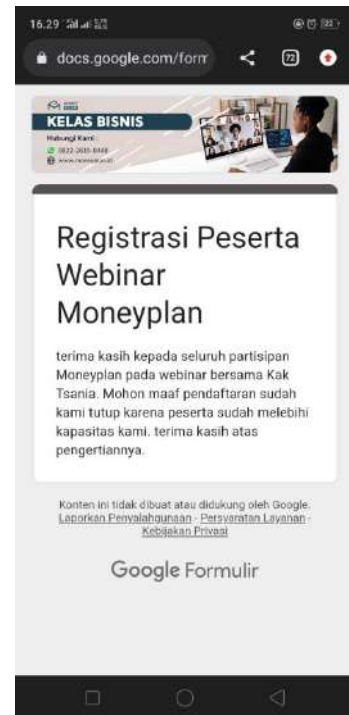 16.29
docs.google.com/form
72
KELAS BISNIS
Hubungi Kami :
Registrasi Peserta
Webinar
Moneyplan
terima kasih kepada seluruh partisipan
Moneyplan pada webinar bersama Kak
Tsania. Mohon maaf pendaftaran sudah
kami tutup karena peserta sudah melebihi
kapasitas kami. terima kasih atas
pengertiannya.
Konten ini tidak dibuat atau didukung oleh Google.
Laporkan Penyalahgunaan - Persyaratan Layanan -
Kebijakan Privasi
Google Formulir